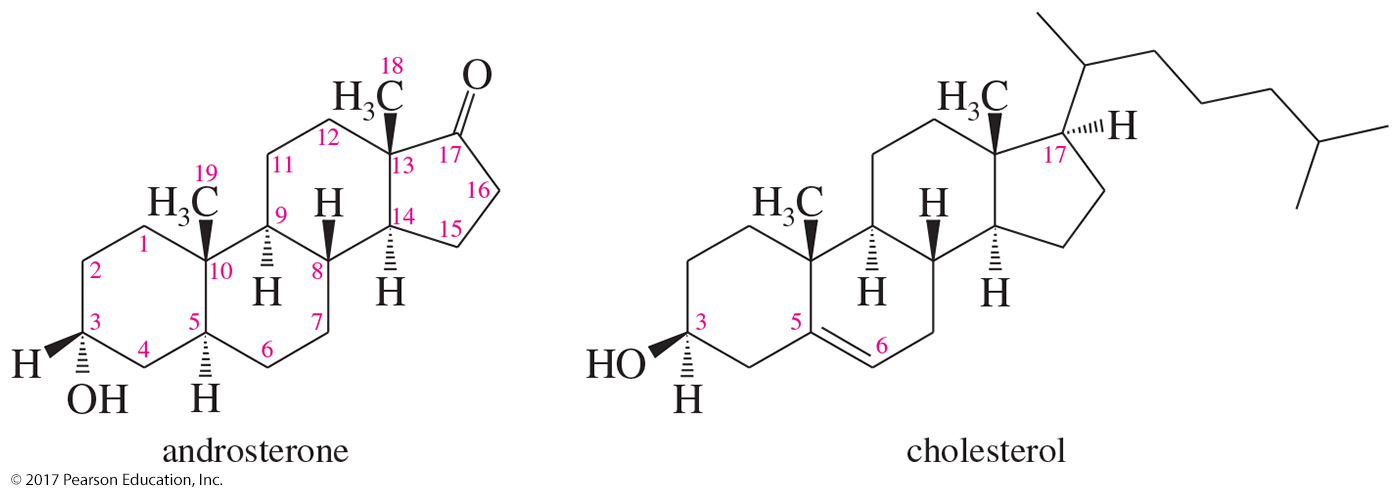 18
H₃C
O
12
11
13
17
19
H₃C
9
H
14
16
15
1
2
10
8
H
H
3
5
7
4
6
H
OH
H
androsterone
H₃C
H
17
H₃C
H
H
H
3
5
6
HO
H
cholesterol
© 2017 Pearson Education, Inc.